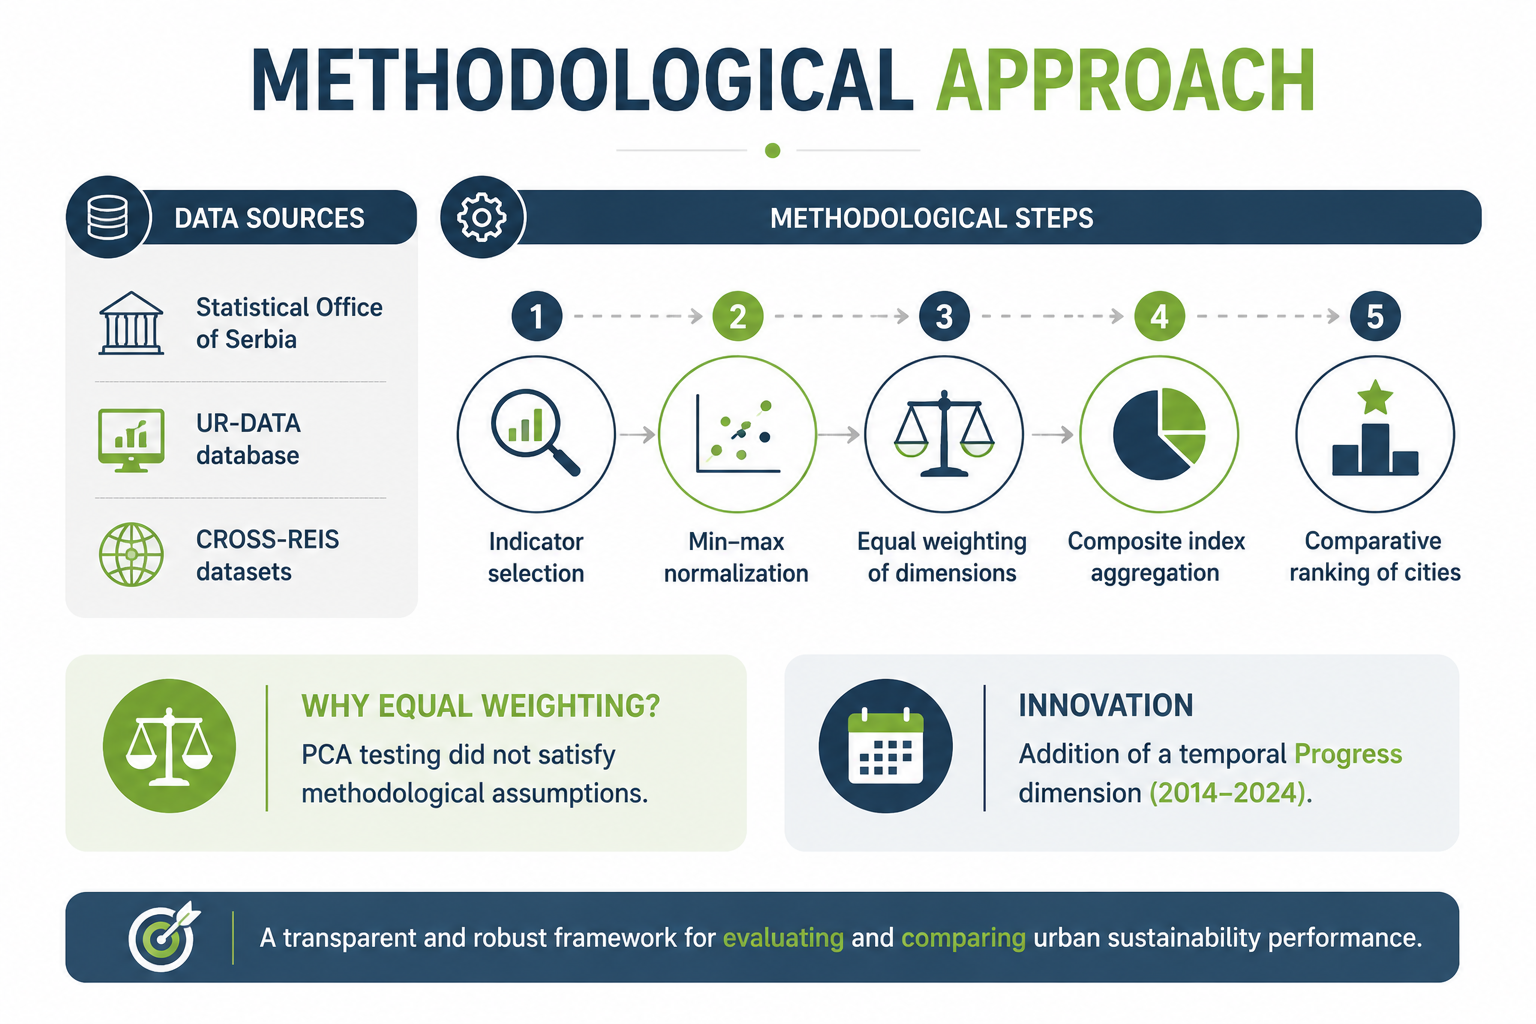 METHODOLOGICAL APPROACH
DATA SOURCES
Statistical Office
of Serbia
UR-DATA
database
CROSS-REIS
datasets
METHODOLOGICAL STEPS
1
2
3
4
5
Indicator
selection
Min–max
normalization
Equal weighting
of dimensions
Composite index
aggregation
Comparative
ranking of cities
WHY EQUAL WEIGHTING?
PCA testing did not satisfy
methodological assumptions.
INNOVATION
Addition of a temporal Progress
dimension (2014–2024).
A transparent and robust framework for evaluating and comparing urban sustainability performance.